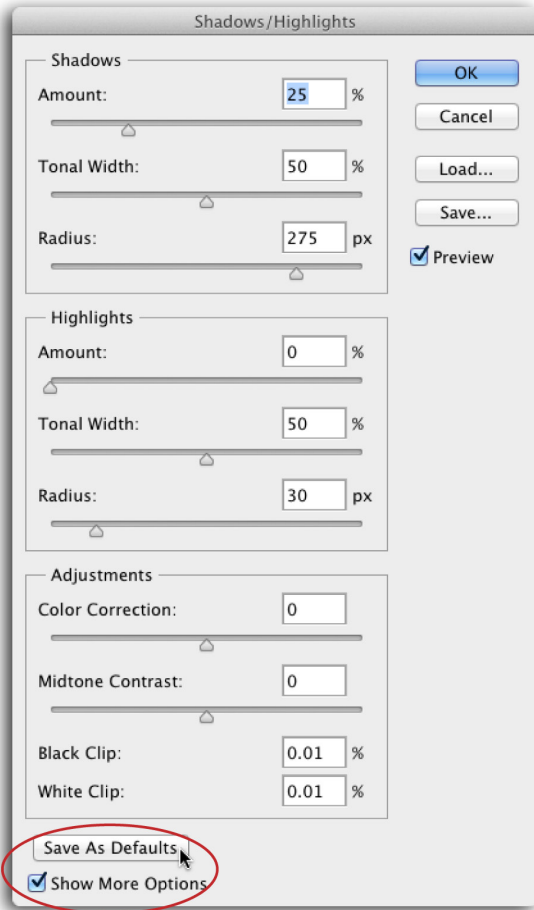 Shadows/Highlights
Shadows
Amount: 25 %
Tonal Width: 50 %
Radius: 275 px
Highlights
Amount: 0 %
Tonal Width: 50 %
Radius: 30 px
Adjustments
Color Correction: 0
Midtone Contrast: 0
Black Clip: 0.01 %
White Clip: 0.01 %
Save As Defaults
Show More Options
OK
Cancel
Load...
Save...
Preview